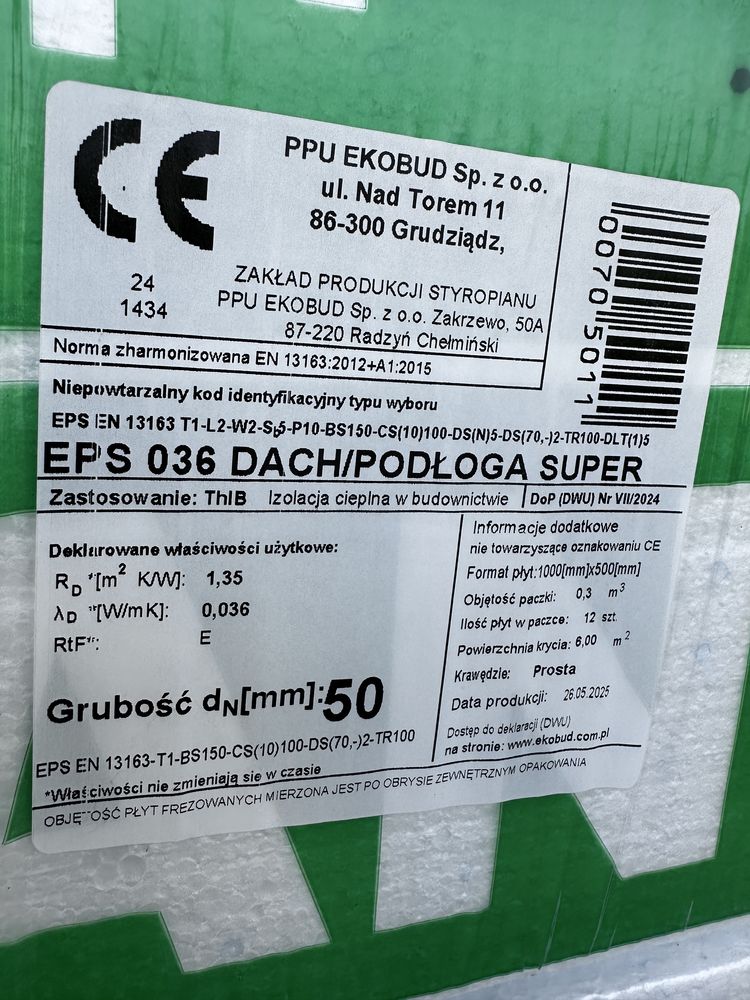 CE
24
1434
PPU EKOBUD Sp. z o.o.
ul. Nad Torem 11
86-300 Grudziądz,
ZAKŁAD PRODUKCJI STYROPIANU
PPU EKOBUD Sp. z o.o. Zakrzewo, 50A
87-220 Radzyń Chełmiński
00705011
Norma zharmonizowana EN 13163:2012+A1:2015
Niepowtarzalny kod identyfikacyjny typu wyboru
EPS EN 13163 T1-L2-W2-Sb5-P10-BS150-CS(10)100-DS(N)5-DS(70,-)2-TR100-DLT(1)5
EPS 036 DACH/PODŁOGA SUPER
Zastosowanie: ThIB Izolacja cieplna w budownictwie DoP (DWU) Nr VII/2024
Deklarowane właściwości użytkowe:
RD *[m2 K/W]: 1,35
λD *[W/mK]: 0,036
RtF*: E
Grubość dN[mm]:50
Informacje dodatkowe
nie towarzyszące oznakowaniu CE
Format płyt:1000[mm]x500[mm]
Objętość paczki: 0,3 m3
Ilość płyt w paczce: 12 szt.
Powierzchnia krycia: 6,00 m2
Krawędzie: Prosta
Data produkcji: 26.05.2025
Dostęp do deklaracji (DWU)
na stronie: www.ekobud.com.pl
EPS EN 13163-T1-BS150-CS(10)100-DS(70,-)2-TR100
*Właściwości nie zmieniają się w czasie
OBJĘTOŚĆ PŁYT FREZOWANYCH MIERZONA JEST PO OBRYSIE ZEWNĘTRZNYM OPAKOWANIA